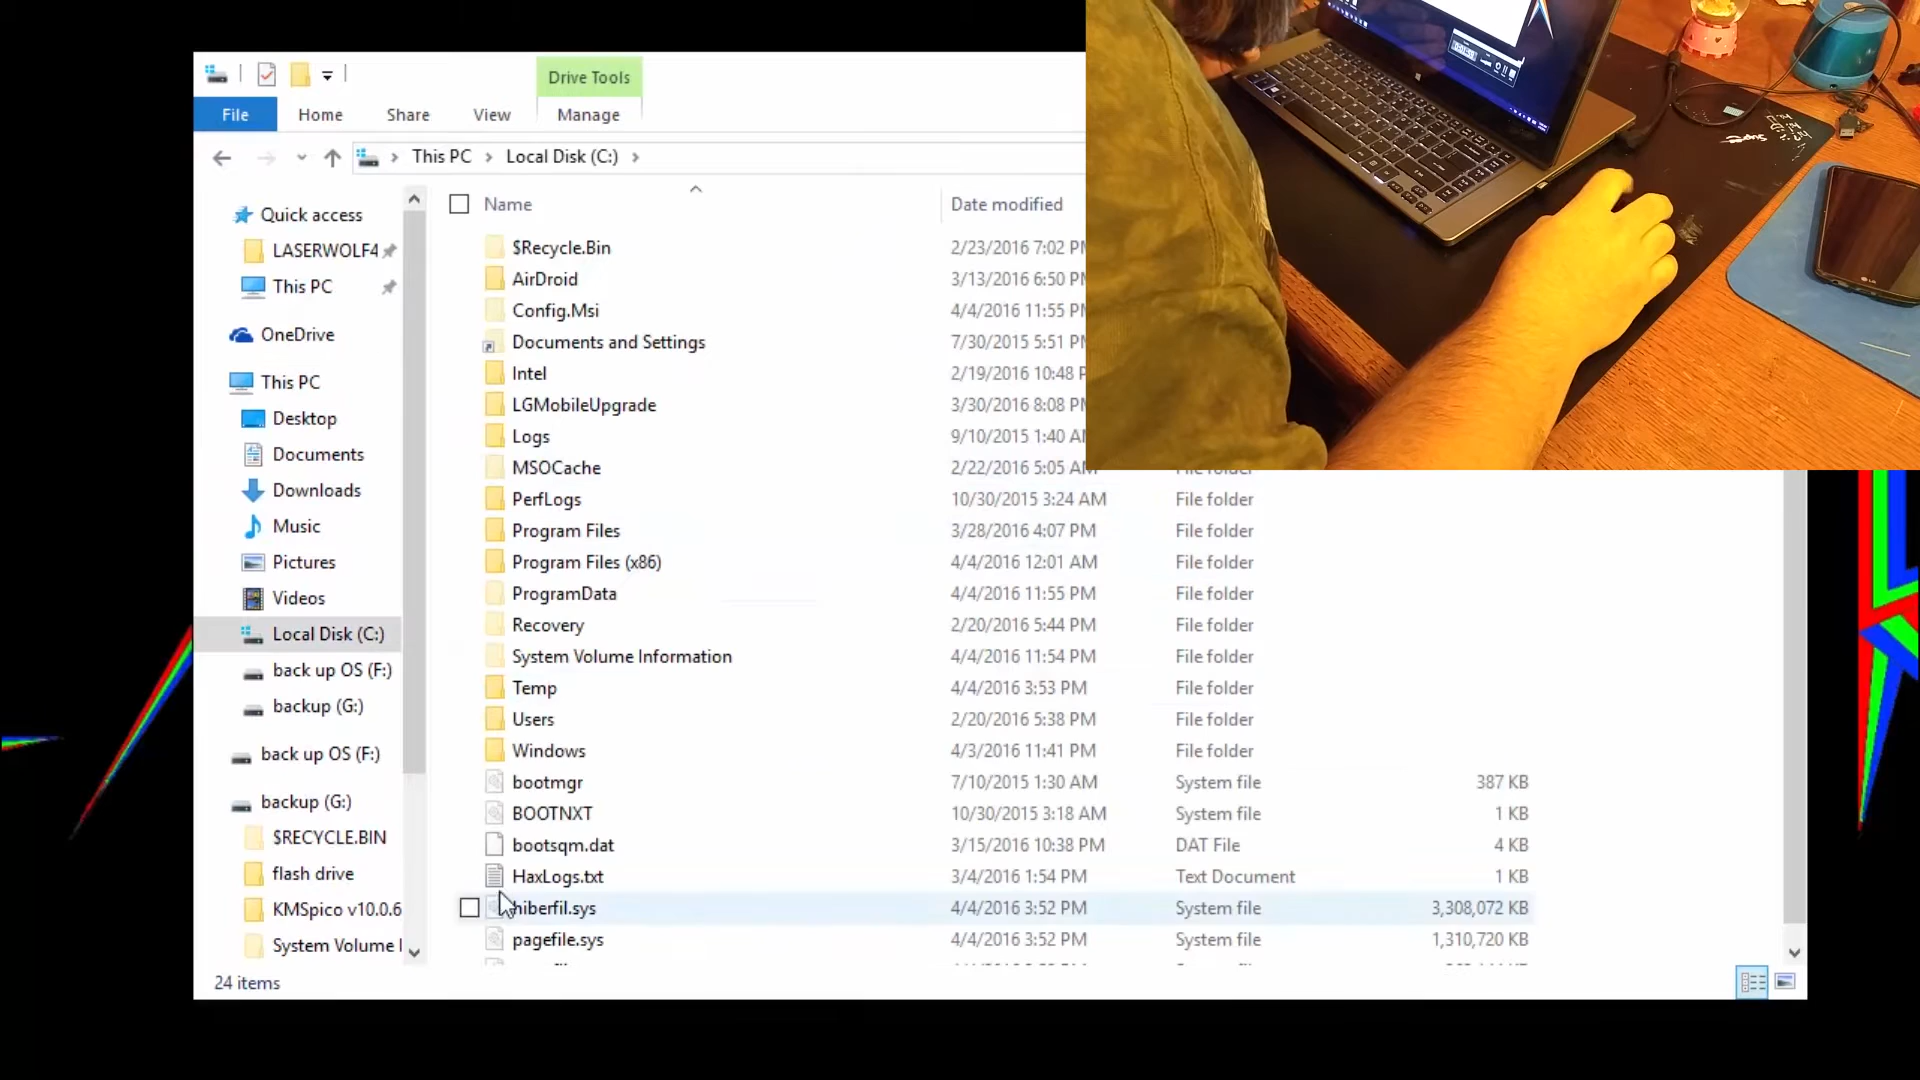 Drive Tools
File Home Share View Manage
This PC Local Disk (C:)
Name Date modified
Quick access
LASERWOLF4
This PC
OneDrive
This PC
Desktop
Documents
Downloads
Music
Pictures
Videos
Local Disk (C:)
back up OS (F:)
backup (G:)
back up OS (F:)
backup (G:)
$RECYCLE.BIN
flash drive
KMSpico v10.0.6
System Volume
$Recycle.Bin 2/23/2016 7:02 PM
AirDroid 3/13/2016 6:50 PM
Config.Msi 4/4/2016 11:55 PM
Documents and Settings 7/30/2015 5:51 PM
Intel 2/19/2016 10:48 P
LGMobileUpgrade 3/30/2016 8:08 PM
Logs 9/10/2015 1:40 AM
MSOCache 2/22/2016 5:05 AM
PerfLogs 10/30/2015 3:24 AM File folder
Program Files 3/28/2016 4:07 PM File folder
Program Files (x86) 4/4/2016 12:01 AM File folder
ProgramData 4/4/2016 11:55 PM File folder
Recovery 2/20/2016 5:44 PM File folder
System Volume Information 4/4/2016 11:54 PM File folder
Temp 4/4/2016 3:53 PM File folder
Users 2/20/2016 5:38 PM File folder
Windows 4/3/2016 11:41 PM File folder
bootmgr 7/10/2015 1:30 AM System file 387 KB
BOOTNXT 10/30/2015 3:18 AM System file 1 KB
bootsqm.dat 3/15/2016 10:38 PM DAT File 4 KB
HaxLogs.txt 3/4/2016 1:54 PM Text Document 1 KB
hiberfil.sys 4/4/2016 3:52 PM System file 3,308,072 KB
pagefile.sys 4/4/2016 3:52 PM System file 1,310,720 KB
24 items